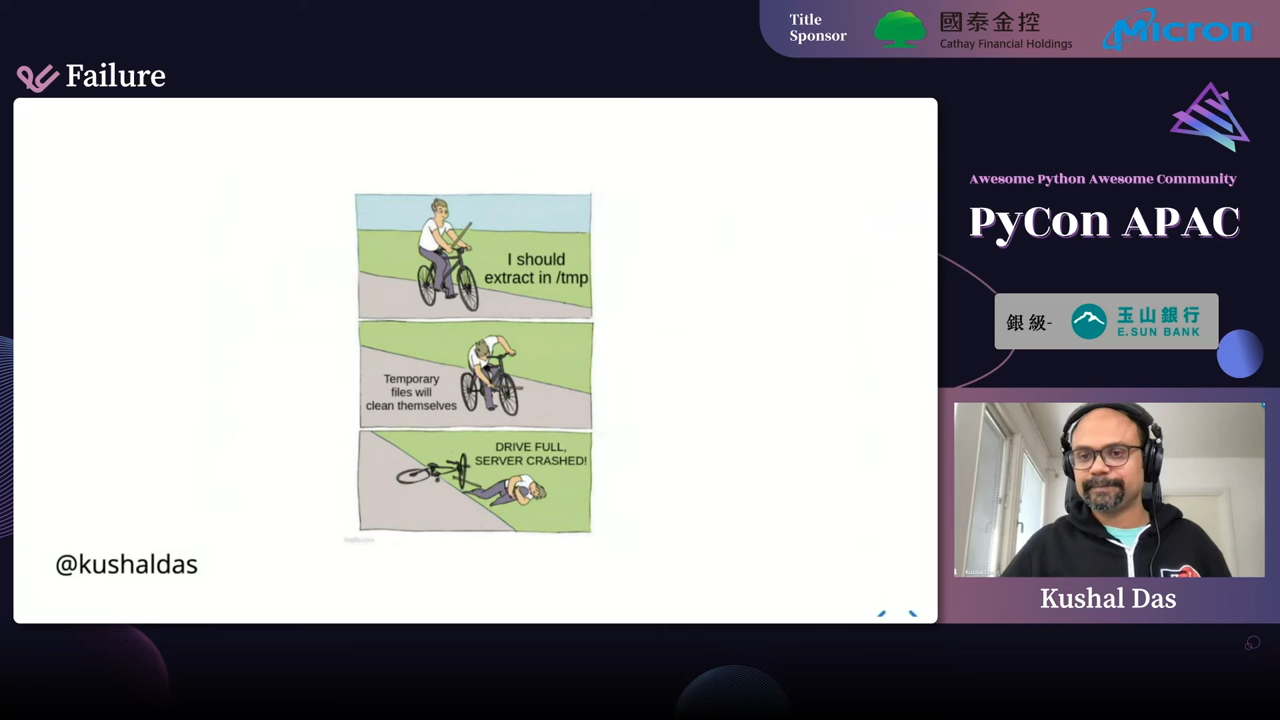 Title
Sponsor
國泰金控
Cathay Financial Holdings
Micron
Failure
I should
extract in /tmp
Temporary
files will
clean themselves
DRIVE FULL,
SERVER CRASHED!
@kushaldas
Awesome Python Awesome Community
PyCon APAC
銀級-
玉山銀行
E.SUN BANK
Kushal Das